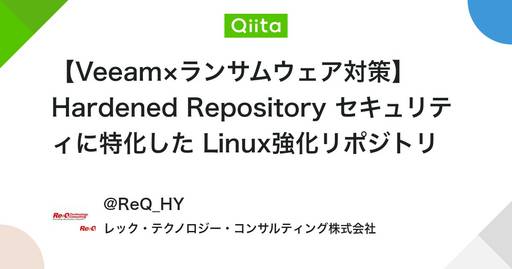 Qiita
【Veeam×ランサムウェア対策】
Hardened Repository セキュリテ
ィに特化した Linux強化リポジトリ
@ReQ_HY
レック・テクノロジー・コンサルティング株式会社